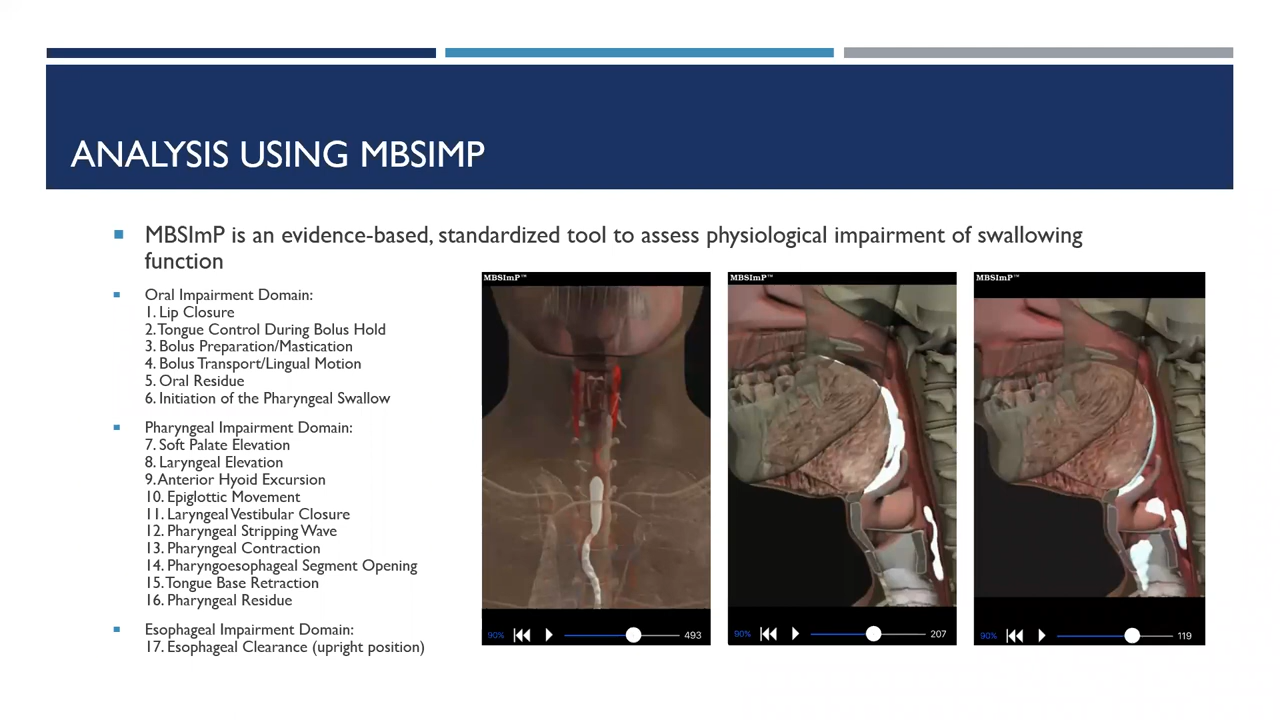 ANALYSIS USING MBSIMP
MBSImP is an evidence-based, standardized tool to assess physiological impairment of swallowing
function
Oral Impairment Domain:
1. Lip Closure
2. Tongue Control During Bolus Hold
3. Bolus Preparation/Mastication
4. Bolus Transport/Lingual Motion
5. Oral Residue
6. Initiation of the Pharyngeal Swallow
Pharyngeal Impairment Domain:
7. Soft Palate Elevation
8. Laryngeal Elevation
9. Anterior Hyoid Excursion
10. Epiglottic Movement
11. Laryngeal Vestibular Closure
12. Pharyngeal Stripping Wave
13. Pharyngeal Contraction
14. Pharyngoesophageal Segment Opening
15. Tongue Base Retraction
16. Pharyngeal Residue
Esophageal Impairment Domain:
17. Esophageal Clearance (upright position)
MBSImP™
90%
493
MBSImP™
90%
207
MBSImP™
90%
119